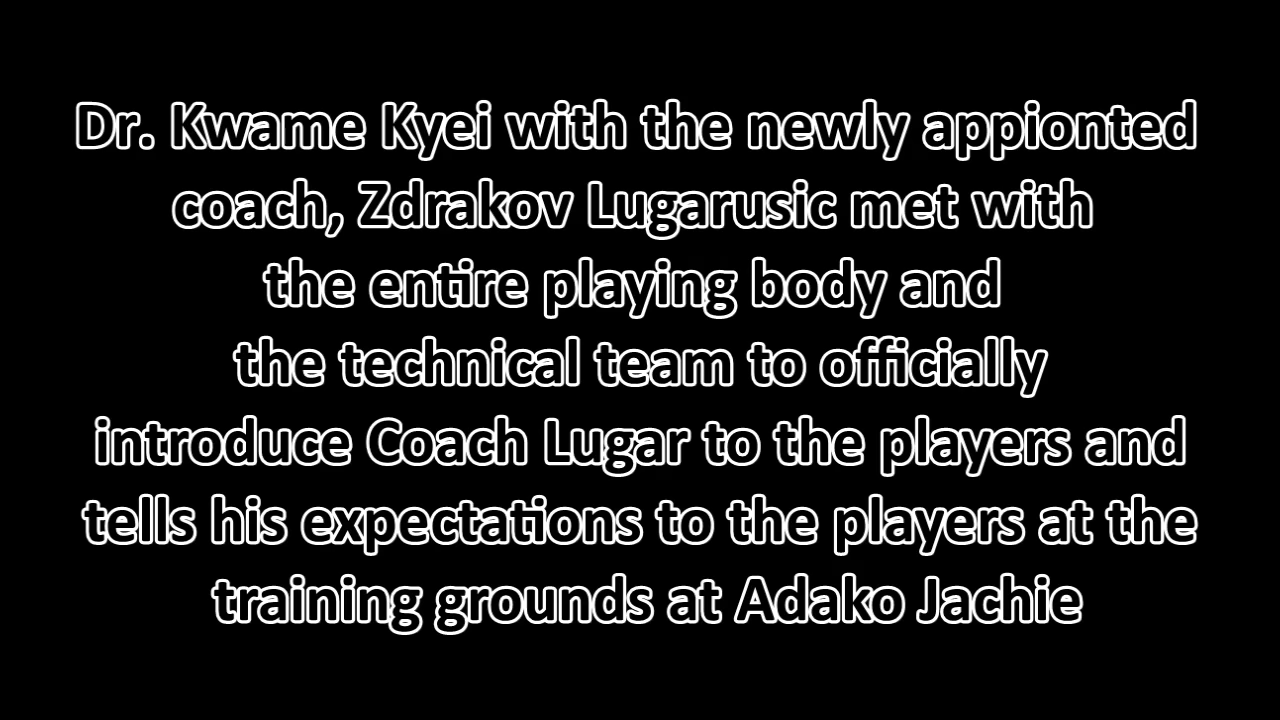 Dr. Kwame Kyei with the newly appionted
coach, Zdrakov Lugarusic met with
the entire playing body and
the technical team to officially
introduce Coach Lugar to the players and
tells his expectations to the players at the
training grounds at Adako Jachie